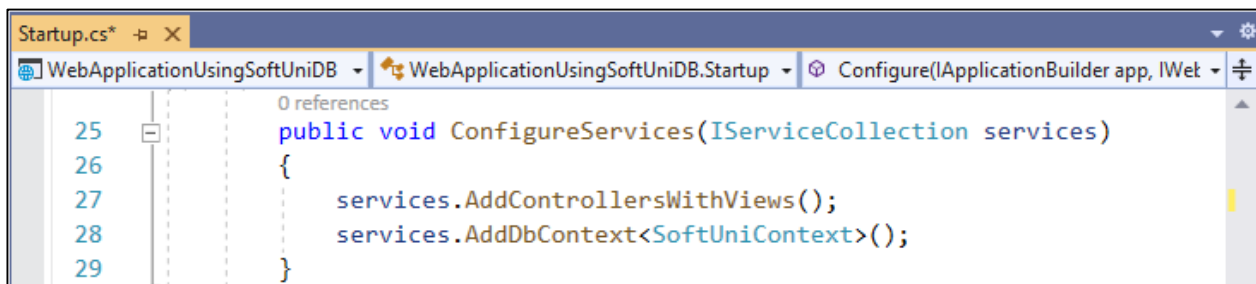 Startup.cs*
WebApplicationUsingSoftUniDB WebApplicationUsingSoftUniDB.Startup Configure(IApplicationBuilder app, IWeb
0 references
25 public void ConfigureServices(IServiceCollection services)
26 {
27 services.AddControllersWithViews();
28 services.AddDbContext<SoftUniContext>();
29 }